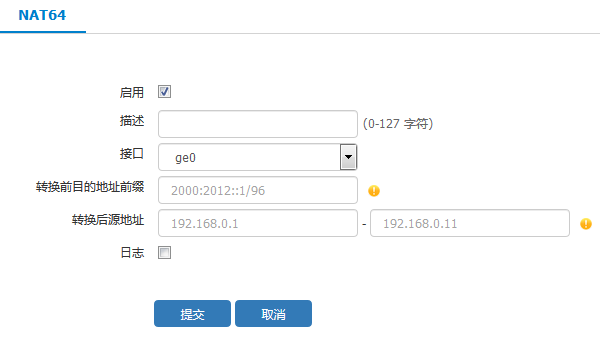 NAT64
启用
描述 (0-127 字符)
接口 ge0
转换前目的地址前缀 2000:2012::1/96
转换后源地址 192.168.0.1 - 192.168.0.11
日志
提交 取消